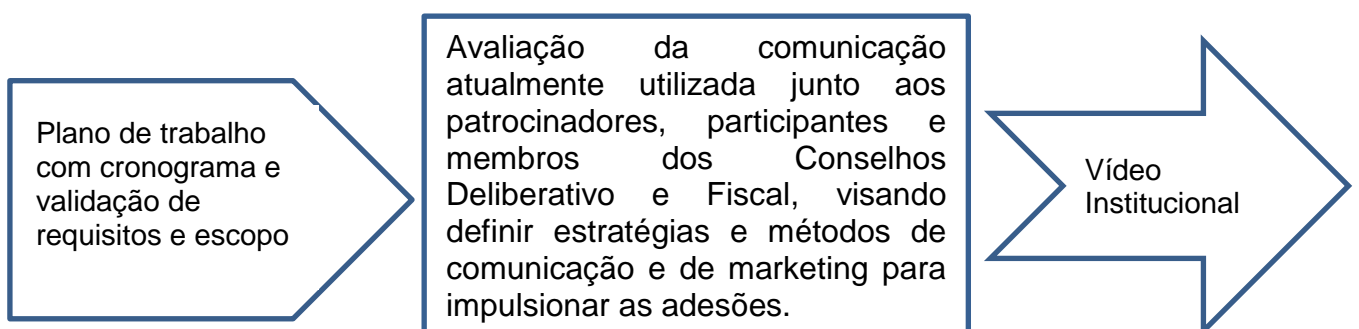 Plano de trabalho
com cronograma e
validação de
requisitos e escopo
Avaliação da comunicação
atualmente utilizada junto aos
patrocinadores, participantes e
membros dos Conselhos
Deliberativo e Fiscal, visando
definir estratégias e métodos de
comunicação e de marketing para
impulsionar as adesões.
Vídeo
Institucional